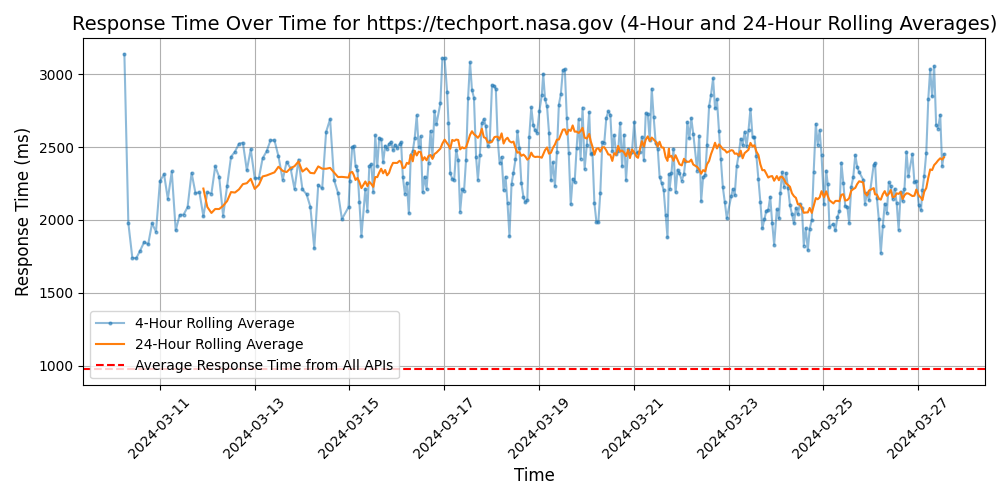 Response Time Over Time for https://techport.nasa.gov (4-Hour and 24-Hour Rolling Averages)
Response Time (ms)
3000
2500
2000
1500
1000
4-Hour Rolling Average
24-Hour Rolling Average
Average Response Time from All APIs
2024-03-11
2024-03-13
2024-03-15
2024-03-17
2024-03-19
2024-03-21
2024-03-23
2024-03-25
2024-03-27
Time